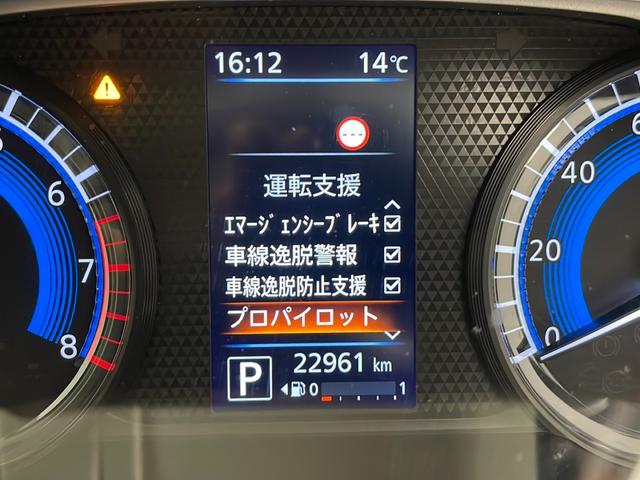 16:12 14℃
---
運転支援
エマージェンシーブレーキ
車線逸脱警報
車線逸脱防止支援
プロパイロット
P 22961 km
0 1
6
7
8
40
20
0